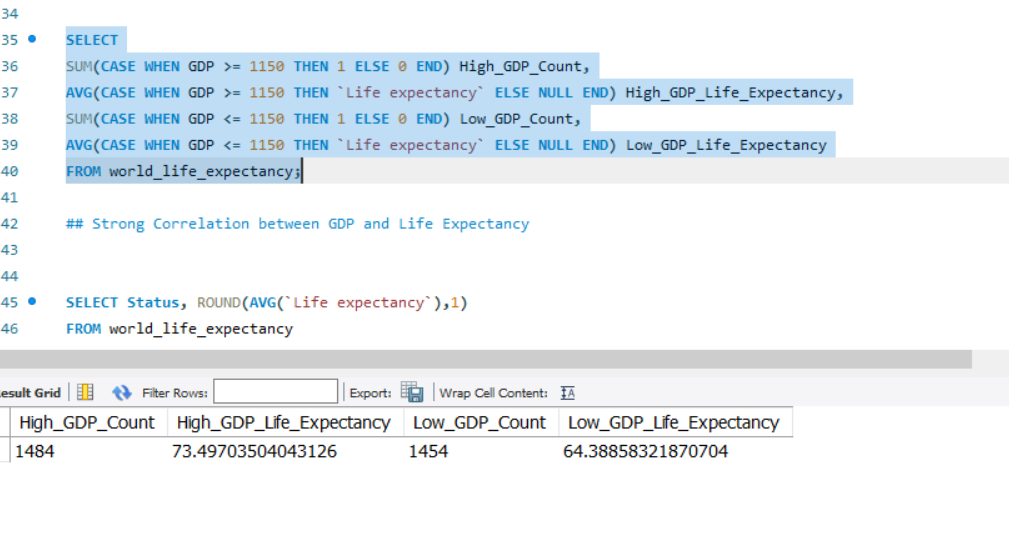 34
35 SELECT
36 SUM(CASE WHEN GDP >= 1150 THEN 1 ELSE 0 END) High_GDP_Count,
37 AVG(CASE WHEN GDP >= 1150 THEN `Life expectancy` ELSE NULL END) High_GDP_Life_Expectancy,
38 SUM(CASE WHEN GDP <= 1150 THEN 1 ELSE 0 END) Low_GDP_Count,
39 AVG(CASE WHEN GDP <= 1150 THEN `Life expectancy` ELSE NULL END) Low_GDP_Life_Expectancy
40 FROM world_life_expectancy;
41
42 ## Strong Correlation between GDP and Life Expectancy
43
44
45 SELECT Status, ROUND(AVG(`Life expectancy`),1)
46 FROM world_life_expectancy
esult Grid Filter Rows: Export: Wrap Cell Content:
High_GDP_Count High_GDP_Life_Expectancy Low_GDP_Count Low_GDP_Life_Expectancy
1484 73.49703504043126 1454 64.38858321870704